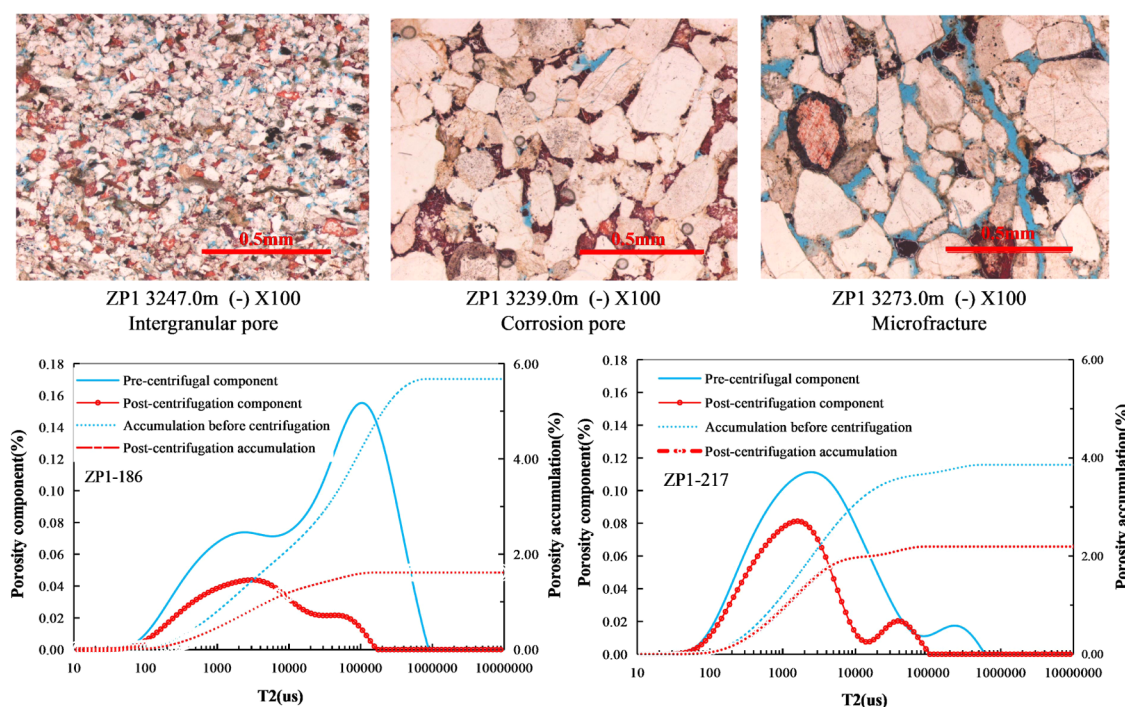 0.5mm
0.5mm
0.5mm
ZP1 3247.0m (-) X100
Intergranular pore
ZP1 3239.0m (-) X100
Corrosion pore
ZP1 3273.0m (-) X100
Microfracture
Porosity component(%)
0.18
0.16
0.14
0.12
0.10
0.08
0.06
0.04
0.02
0.00
Pre-centrifugal component
Post-centrifugation component
Accumulation before centrifugation
Post-centrifugation accumulation
ZP1-186
6.00
4.00
2.00
0.00
Porosity accumulation(%)
10 100 1000 10000 100000 1000000 10000000
T2(us)
Porosity component(%)
0.18
0.16
0.14
0.12
0.10
0.08
0.06
0.04
0.02
0.00
Pre-centrifugal component
Post-centrifugation component
Accumulation before centrifugation
Post-centrifugation accumulation
ZP1-217
6.00
4.00
2.00
0.00
Porosity accumulation(%)
10 100 1000 10000 100000 1000000 10000000
T2(us)